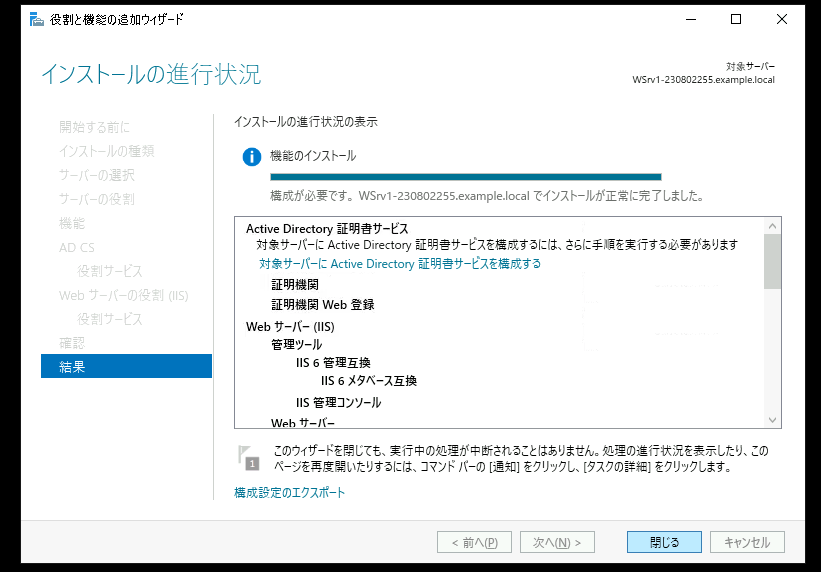 役割と機能の追加ウィザード
インストールの進行状況
対象サーバー
WSrv1-230802255.example.local
開始する前に
インストールの種類
サーバーの選択
サーバーの役割
機能
AD CS
役割サービス
Web サーバーの役割 (IIS)
役割サービス
確認
結果
インストールの進行状況の表示
機能のインストール
構成が必要です。 WSrv1-230802255.example.local でインストールが正常に完了しました。
Active Directory 証明書サービス
対象サーバーに Active Directory 証明書サービスを構成するには、さらに手順を実行する必要があります
対象サーバーに Active Directory 証明書サービスを構成する
証明機関
証明機関 Web 登録
Web サーバー (IIS)
管理ツール
IIS 6 管理互換
IIS 6 メタベース互換
IIS 管理コンソール
Web サーバー
1
このウィザードを閉じても、実行中の処理が中断されることはありません。処理の進行状況を表示したり、この
ページを再度開いたりするには、コマンド バーの [通知] をクリックし、[タスクの詳細] をクリックします。
構成設定のエクスポート
< 前へ(P)
次へ(N) >
閉じる
キャンセル